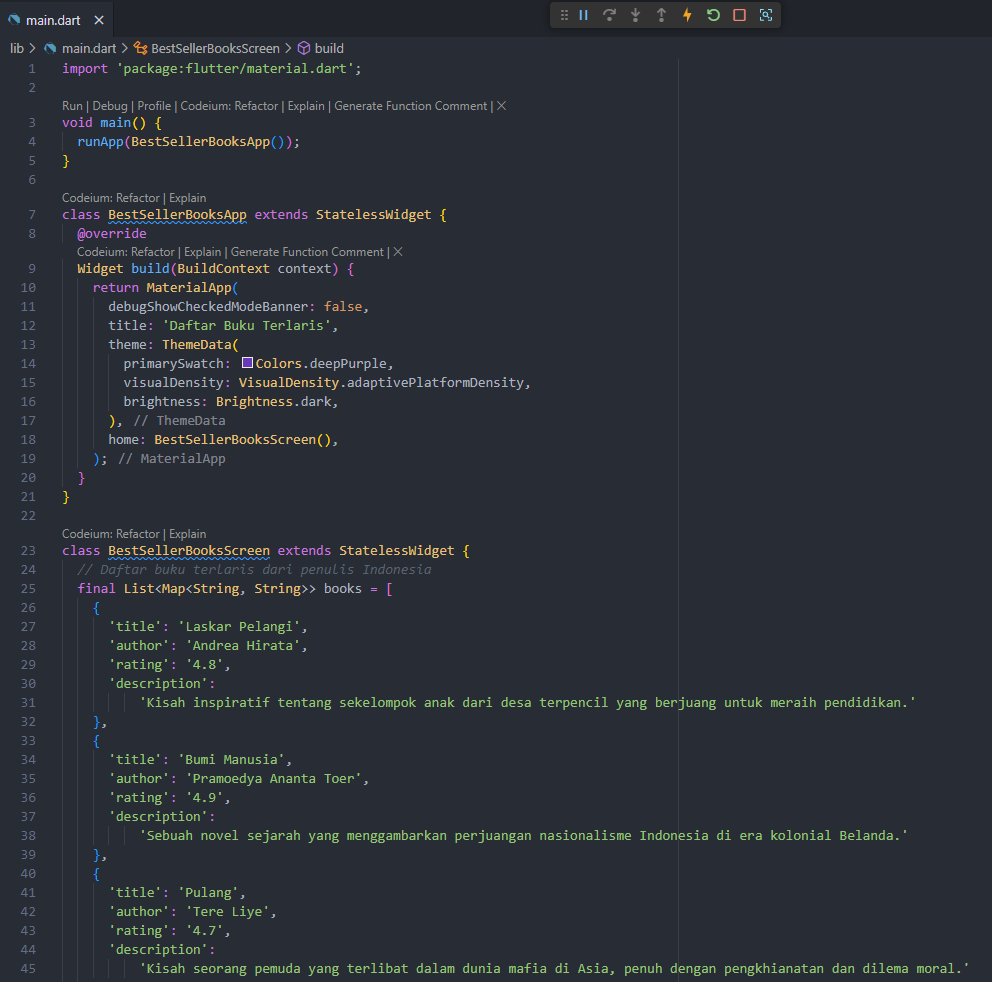 main.dart
lib > main.dart > BestSellerBooksScreen > build
1 import 'package:flutter/material.dart';
2
Run | Debug | Profile | Codeium: Refactor | Explain | Generate Function Comment | X
3 void main() {
4   runApp(BestSellerBooksApp());
5 }
6
Codeium: Refactor | Explain
7 class BestSellerBooksApp extends StatelessWidget {
8   @override
Codeium: Refactor | Explain | Generate Function Comment | X
9   Widget build(BuildContext context) {
10     return MaterialApp(
11       debugShowCheckedModeBanner: false,
12       title: 'Daftar Buku Terlaris',
13       theme: ThemeData(
14         primarySwatch: Colors.deepPurple,
15         visualDensity: VisualDensity.adaptivePlatformDensity,
16         brightness: Brightness.dark,
17       ), // ThemeData
18       home: BestSellerBooksScreen(),
19     ); // MaterialApp
20   }
21 }
22
Codeium: Refactor | Explain
23 class BestSellerBooksScreen extends StatelessWidget {
24   // Daftar buku terlaris dari penulis Indonesia
25   final List<Map<String, String>> books = [
26     {
27       'title': 'Laskar Pelangi',
28       'author': 'Andrea Hirata',
29       'rating': '4.8',
30       'description':
31           'Kisah inspiratif tentang sekelompok anak dari desa terpencil yang berjuang untuk meraih pendidikan.'
32     },
33     {
34       'title': 'Bumi Manusia',
35       'author': 'Pramoedya Ananta Toer',
36       'rating': '4.9',
37       'description':
38           'Sebuah novel sejarah yang menggambarkan perjuangan nasionalisme Indonesia di era kolonial Belanda.'
39     },
40     {
41       'title': 'Pulang',
42       'author': 'Tere Liye',
43       'rating': '4.7',
44       'description':
45           'Kisah seorang pemuda yang terlibat dalam dunia mafia di Asia, penuh dengan pengkhianatan dan dilema moral.'